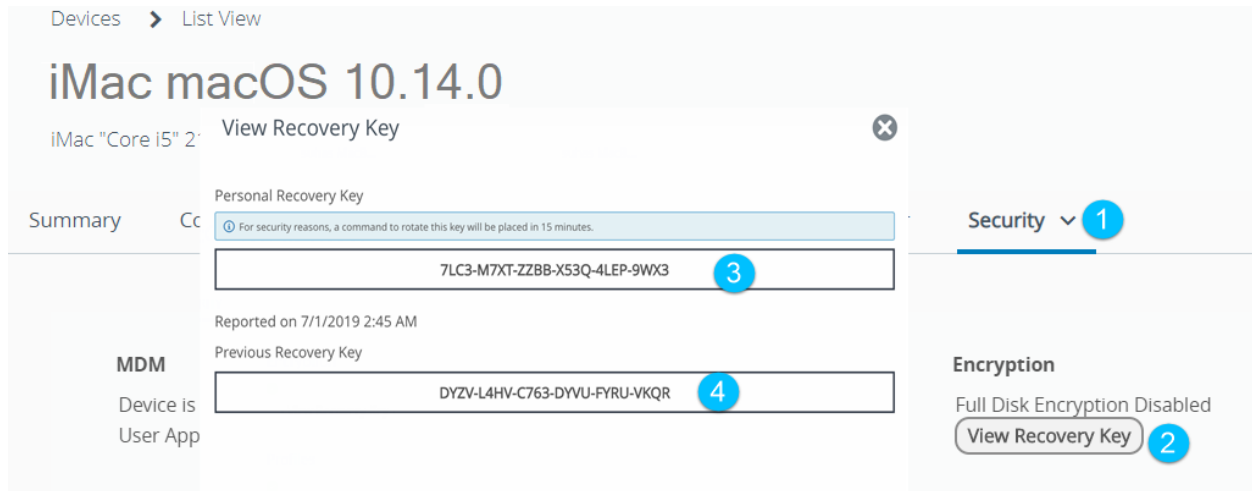 Devices > List View
iMac macOS 10.14.0
iMac "Core i5" 2
View Recovery Key
Personal Recovery Key
For security reasons, a command to rotate this key will be placed in 15 minutes.
7LC3-M7XT-ZZBB-X53Q-4LEP-9WX3 3
Reported on 7/1/2019 2:45 AM
Previous Recovery Key
DYZV-L4HV-C763-DYVU-FYRU-VKQR 4
Summary Co
Security 1
MDM
Device is
User App
Encryption
Full Disk Encryption Disabled
View Recovery Key 2